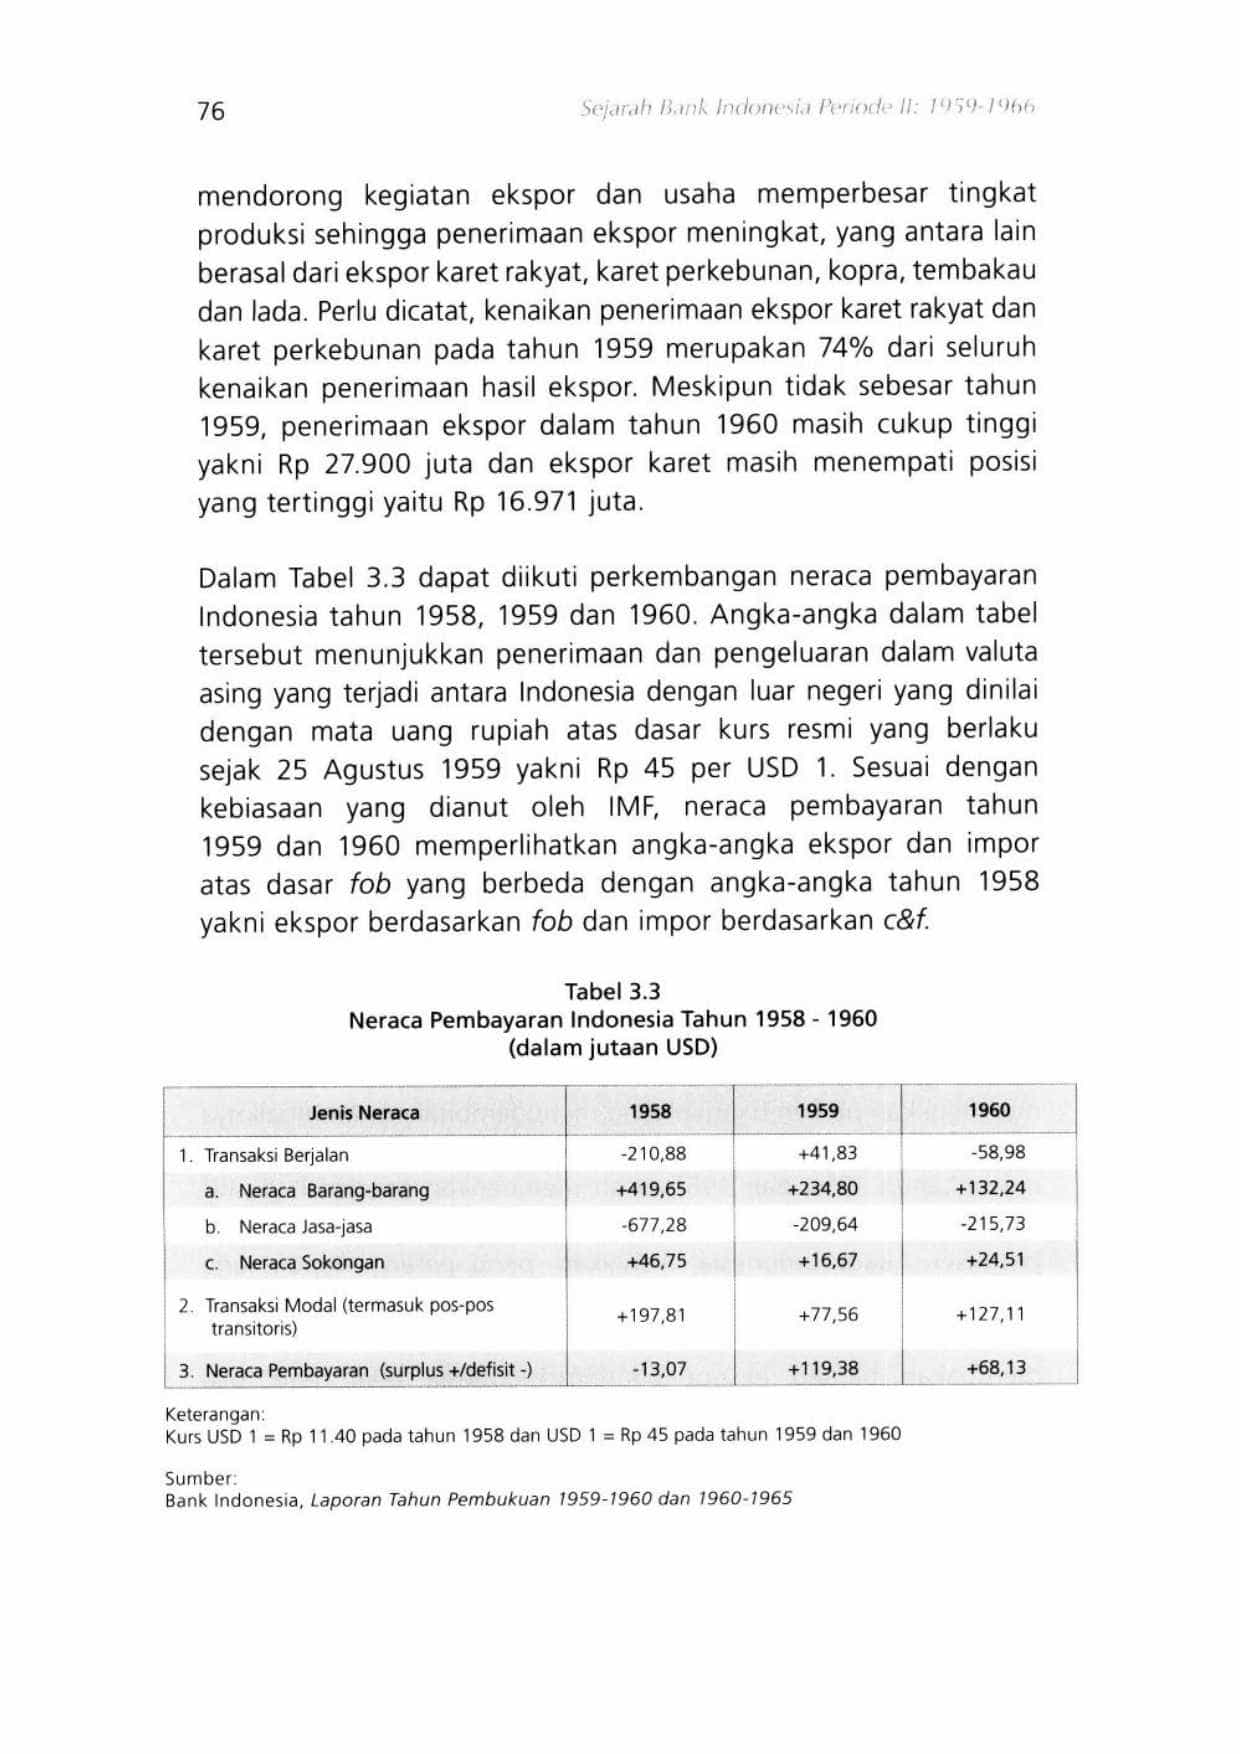 76
Sejarah Bank Indonesia Periode II: 1959-1966
mendorong kegiatan ekspor dan usaha memperbesar tingkat
produksi sehingga penerimaan ekspor meningkat, yang antara lain
berasal dari ekspor karet rakyat, karet perkebunan, kopra, tembakau
dan lada. Perlu dicatat, kenaikan penerimaan ekspor karet rakyat dan
karet perkebunan pada tahun 1959 merupakan 74% dari seluruh
kenaikan penerimaan hasil ekspor. Meskipun tidak sebesar tahun
1959, penerimaan ekspor dalam tahun 1960 masih cukup tinggi
yakni Rp 27.900 juta dan ekspor karet masih menempati posisi
yang tertinggi yaitu Rp 16.971 juta.
Dalam Tabel 3.3 dapat diikuti perkembangan neraca pembayaran
Indonesia tahun 1958, 1959 dan 1960. Angka-angka dalam tabel
tersebut menunjukkan penerimaan dan pengeluaran dalam valuta
asing yang terjadi antara Indonesia dengan luar negeri yang dinilai
dengan mata uang rupiah atas dasar kurs resmi yang berlaku
sejak 25 Agustus 1959 yakni Rp 45 per USD 1. Sesuai dengan
kebiasaan yang dianut oleh IMF, neraca pembayaran tahun
1959 dan 1960 memperlihatkan angka-angka ekspor dan impor
atas dasar fob yang berbeda dengan angka-angka tahun 1958
yakni ekspor berdasarkan fob dan impor berdasarkan c&f.
Tabel 3.3
Neraca Pembayaran Indonesia Tahun 1958 - 1960
(dalam jutaan USD)
Jenis Neraca 1958 1959 1960
1. Transaksi Berjalan -210,88 +41,83 -58,98
a. Neraca Barang-barang +419,65 +234,80 +132,24
b. Neraca Jasa-jasa -677,28 -209,64 -215,73
c. Neraca Sokongan +46,75 +16,67 +24,51
2. Transaksi Modal (termasuk pos-pos
transitoris) +197,81 +77,56 +127,11
3. Neraca Pembayaran (surplus +/defisit -) -13,07 +119,38 +68,13
Keterangan:
Kurs USD 1 = Rp 11.40 pada tahun 1958 dan USD 1 = Rp 45 pada tahun 1959 dan 1960
Sumber:
Bank Indonesia, Laporan Tahun Pembukuan 1959-1960 dan 1960-1965